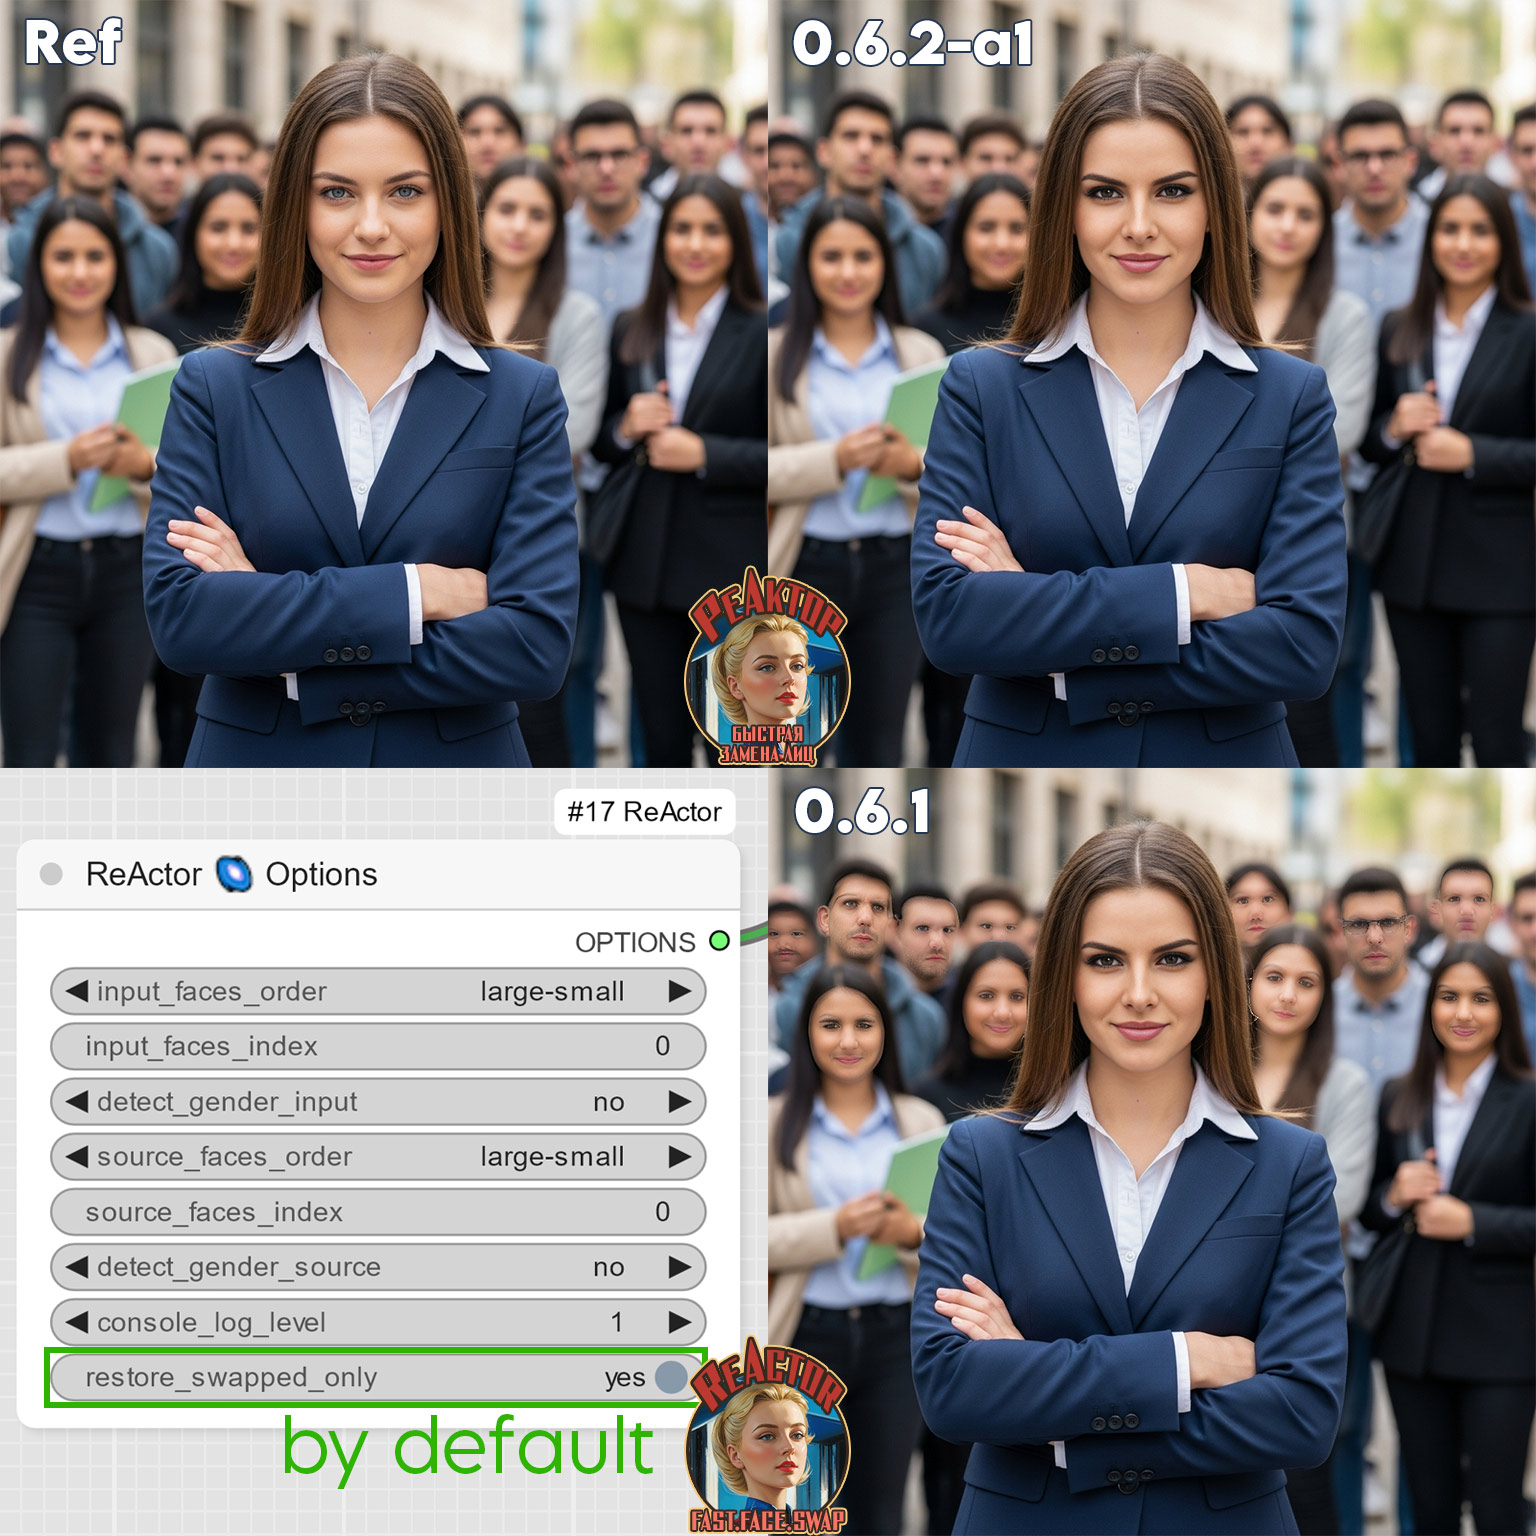 Ref
0.6.2-a1
РЕАКТОР
БЫСТРАЯ
ЗАМЕНА ЛИЦ
#17 ReActor
ReActor Options
OPTIONS
input_faces_order large-small
input_faces_index 0
detect_gender_input no
source_faces_order large-small
source_faces_index 0
detect_gender_source no
console_log_level 1
restore_swapped_only yes
by default
0.6.1
REACTOR
FAST.FACE.SWAP